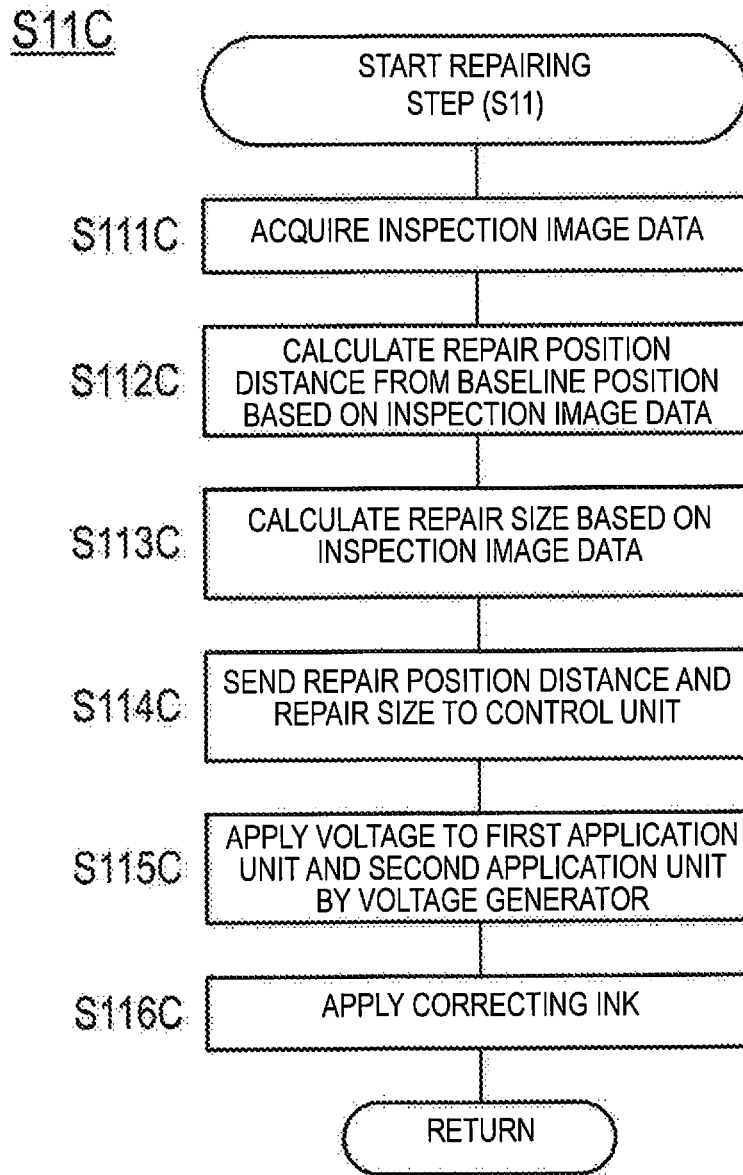 S11C
START REPAIRING
STEP (S11)
S111C
ACQUIRE INSPECTION IMAGE DATA
S112C
CALCULATE REPAIR POSITION
DISTANCE FROM BASELINE POSITION
BASED ON INSPECTION IMAGE DATA
S113C
CALCULATE REPAIR SIZE BASED ON
INSPECTION IMAGE DATA
S114C
SEND REPAIR POSITION DISTANCE AND
REPAIR SIZE TO CONTROL UNIT
S115C
APPLY VOLTAGE TO FIRST APPLICATION
UNIT AND SECOND APPLICATION UNIT
BY VOLTAGE GENERATOR
S116C
APPLY CORRECTING INK
RETURN